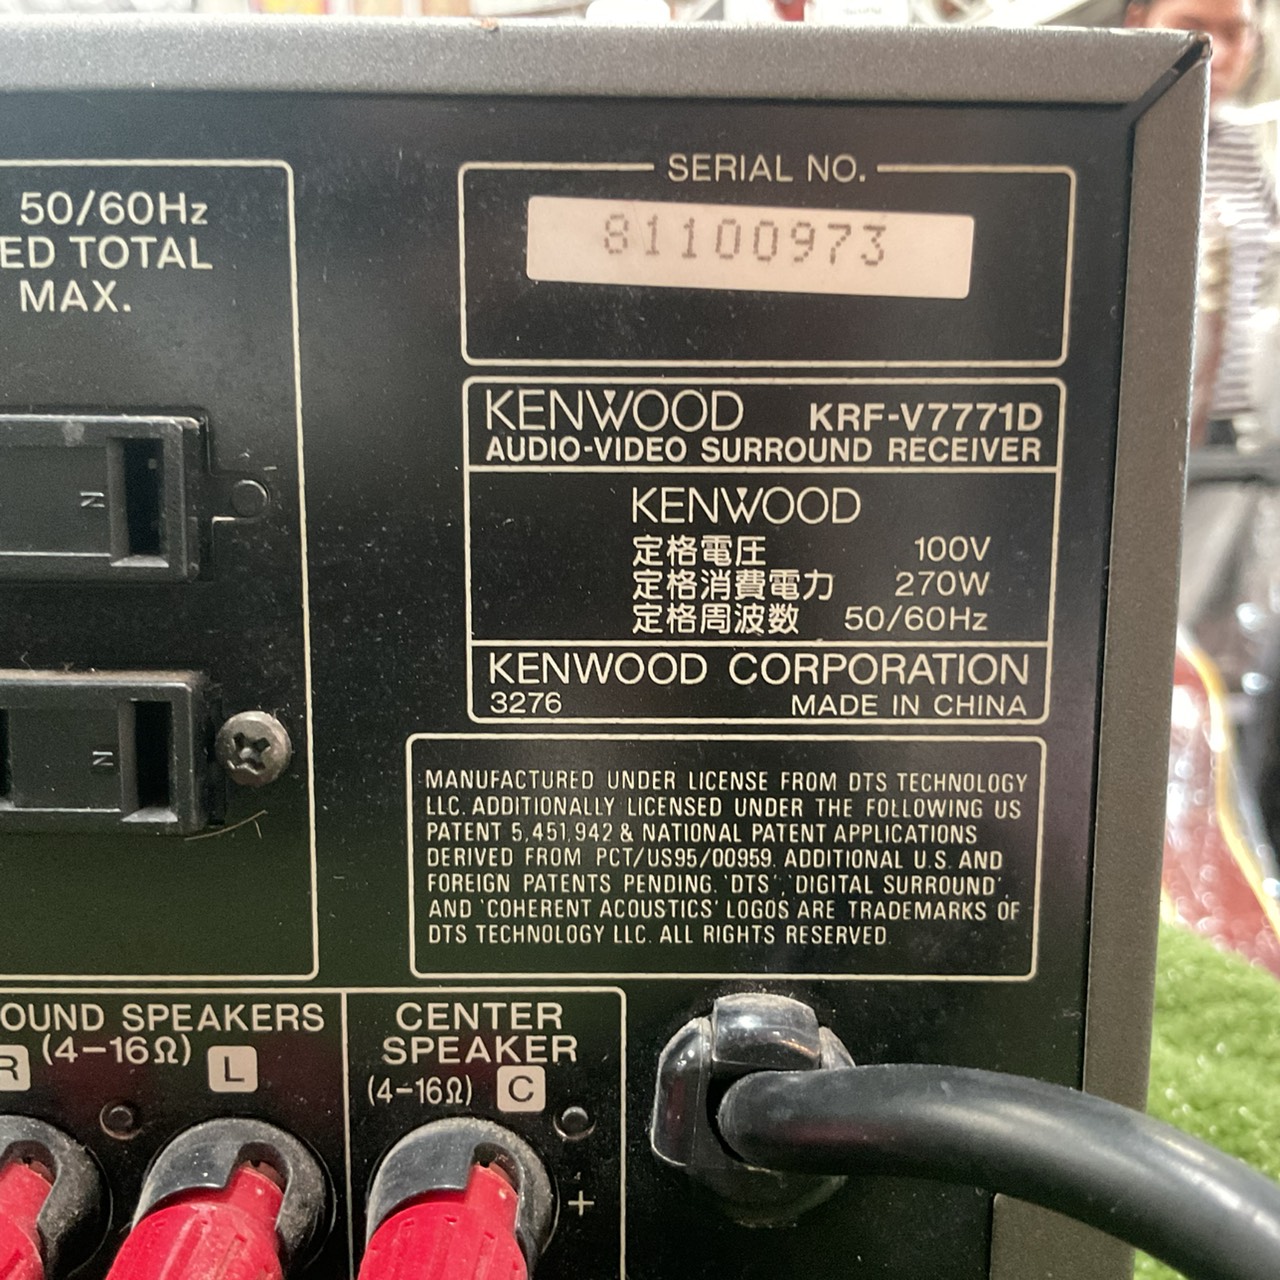 50/60Hz
ED TOTAL
MAX.
N
N
SERIAL NO.
81100973
KENWOOD KRF-V7771D
AUDIO-VIDEO SURROUND RECEIVER
KENWOOD
定格電圧 100V
定格消費電力 270W
定格周波数 50/60Hz
KENWOOD CORPORATION
3276 MADE IN CHINA
MANUFACTURED UNDER LICENSE FROM DTS TECHNOLOGY
LLC. ADDITIONALLY LICENSED UNDER THE FOLLOWING US
PATENT 5,451,942 & NATIONAL PATENT APPLICATIONS
DERIVED FROM PCT/US95/00959. ADDITIONAL U.S. AND
FOREIGN PATENTS PENDING. 'DTS', 'DIGITAL SURROUND',
AND 'COHERENT ACOUSTICS' LOGOS ARE TRADEMARKS OF
DTS TECHNOLOGY LLC. ALL RIGHTS RESERVED.
OUND SPEAKERS
R (4-16Ω) L
CENTER
SPEAKER
(4-16Ω) C
+